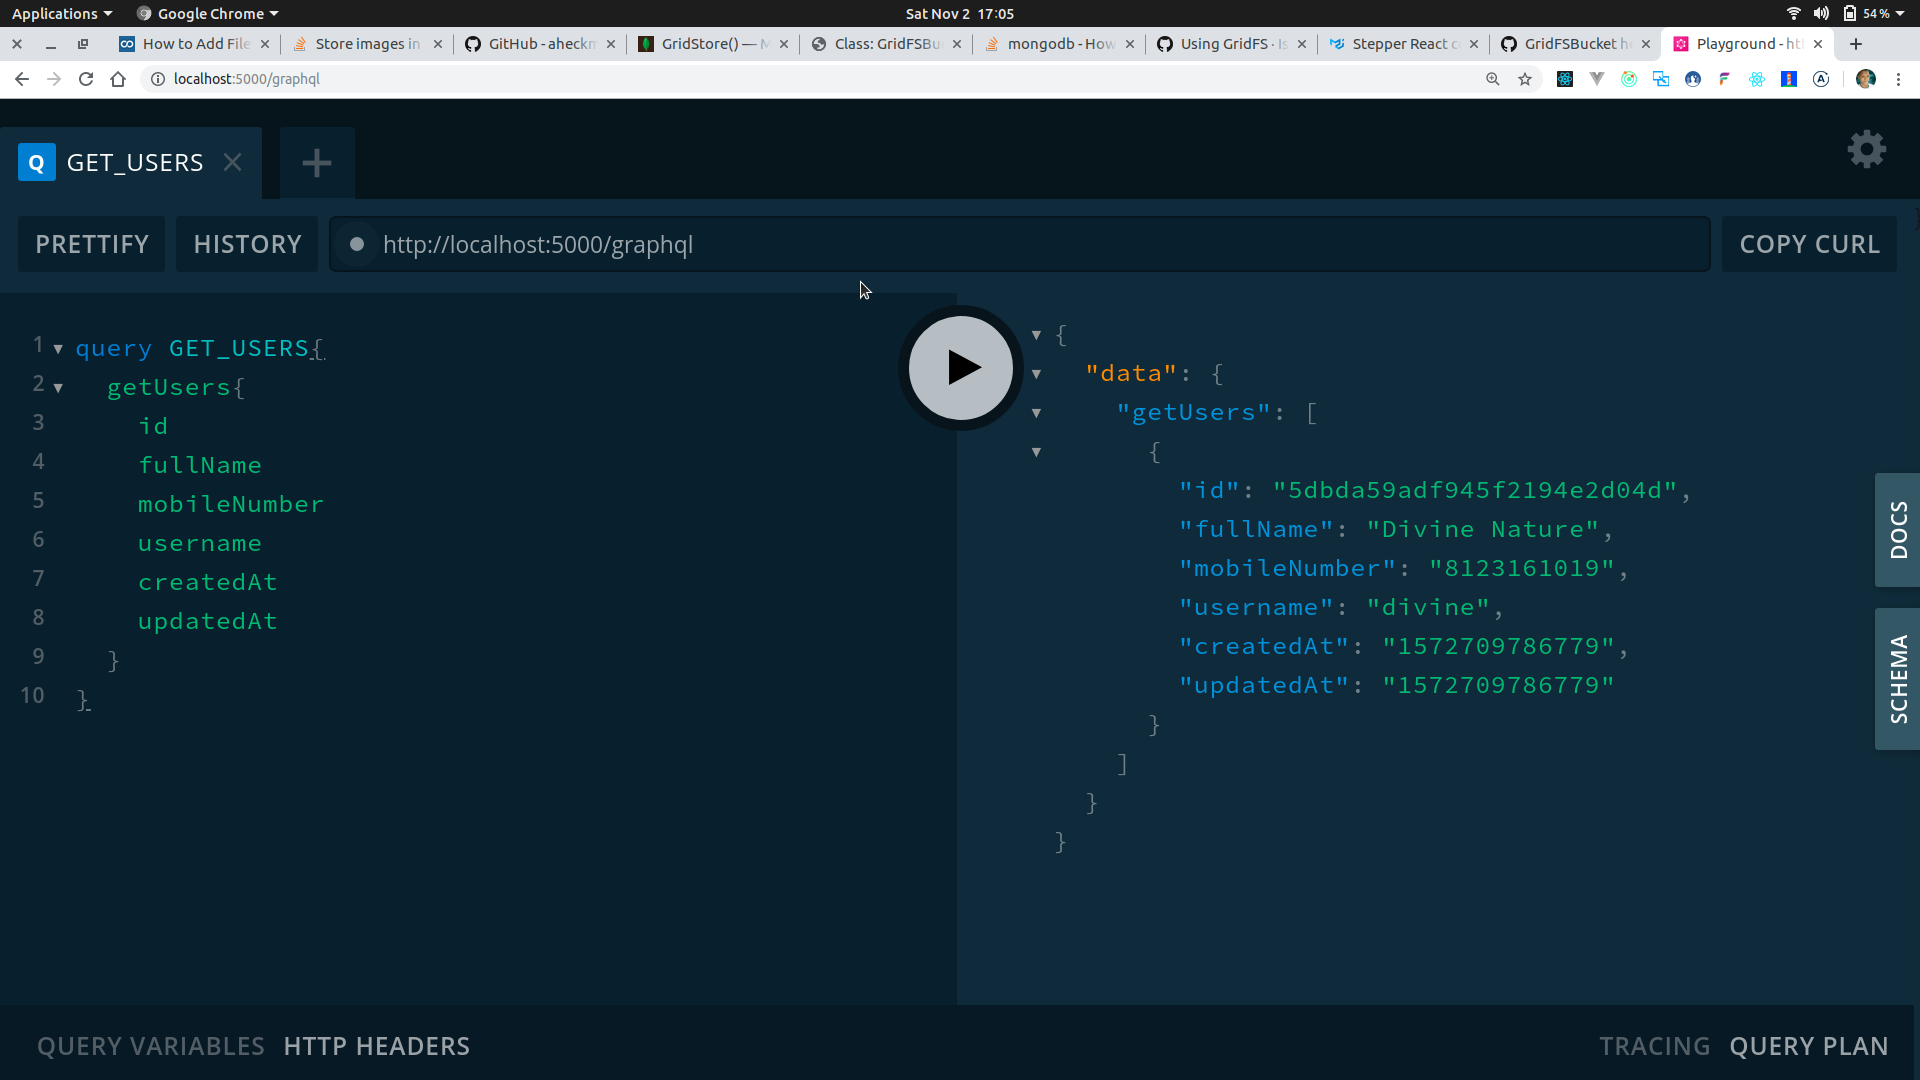 Applications Google Chrome Sat Nov 2 17:05 54 %
How to Add File Store images in GitHub - aheckm GridStore() — M Class: GridFSBu mongodb - How Using GridFS · Is Stepper React c GridFSBucket h Playground - ht
localhost:5000/graphql
Q GET_USERS
PRETTIFY HISTORY http://localhost:5000/graphql COPY CURL
1 query GET_USERS{
2 getUsers{
3 id
4 fullName
5 mobileNumber
6 username
7 createdAt
8 updatedAt
9 }
10 }
{
"data": {
"getUsers": [
{
"id": "5dbda59adf945f2194e2d04d",
"fullName": "Divine Nature",
"mobileNumber": "8123161019",
"username": "divine",
"createdAt": "1572709786779",
"updatedAt": "1572709786779"
}
]
}
}
DOCS
SCHEMA
QUERY VARIABLES HTTP HEADERS TRACING QUERY PLAN